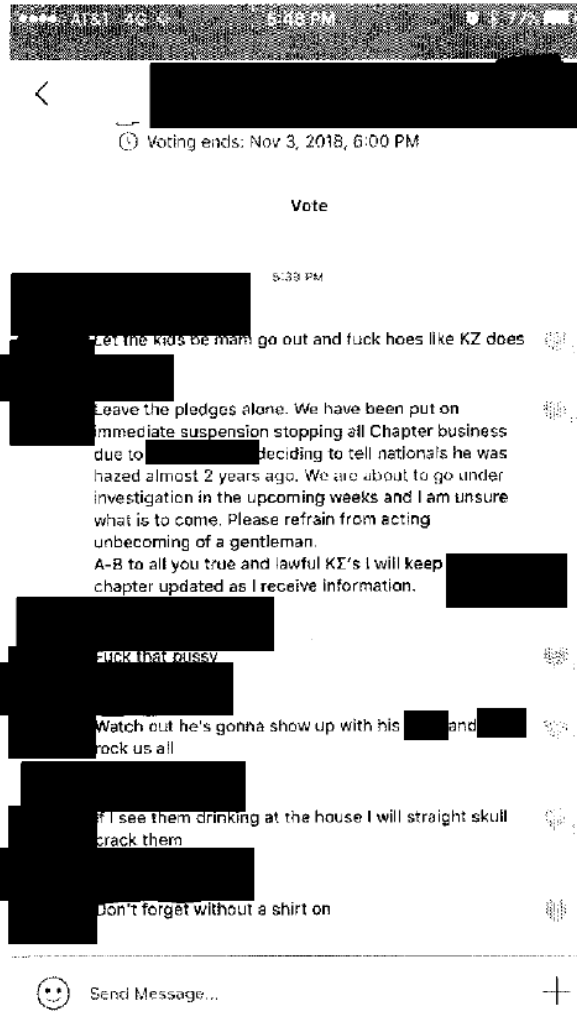 AT&T 4G 5:48 PM 77%
Voting ends: Nov 3, 2018, 6:00 PM
Vote
5:39 PM
Let the kids be mam go out and fuck hoes like KZ does
Leave the pledges alone. We have been put on
immediate suspension stopping all Chapter business
due to deciding to tell nationals he was
hazed almost 2 years ago. We are about to go under
investigation in the upcoming weeks and I am unsure
what is to come. Please refrain from acting
unbecoming of a gentleman.
A-B to all you true and lawful KΣ's I will keep
chapter updated as I receive information.
Fuck that pussy
Watch out he's gonna show up with his and
rock us all
If I see them drinking at the house I will straight skull
crack them
Don't forget without a shirt on
Send Message...